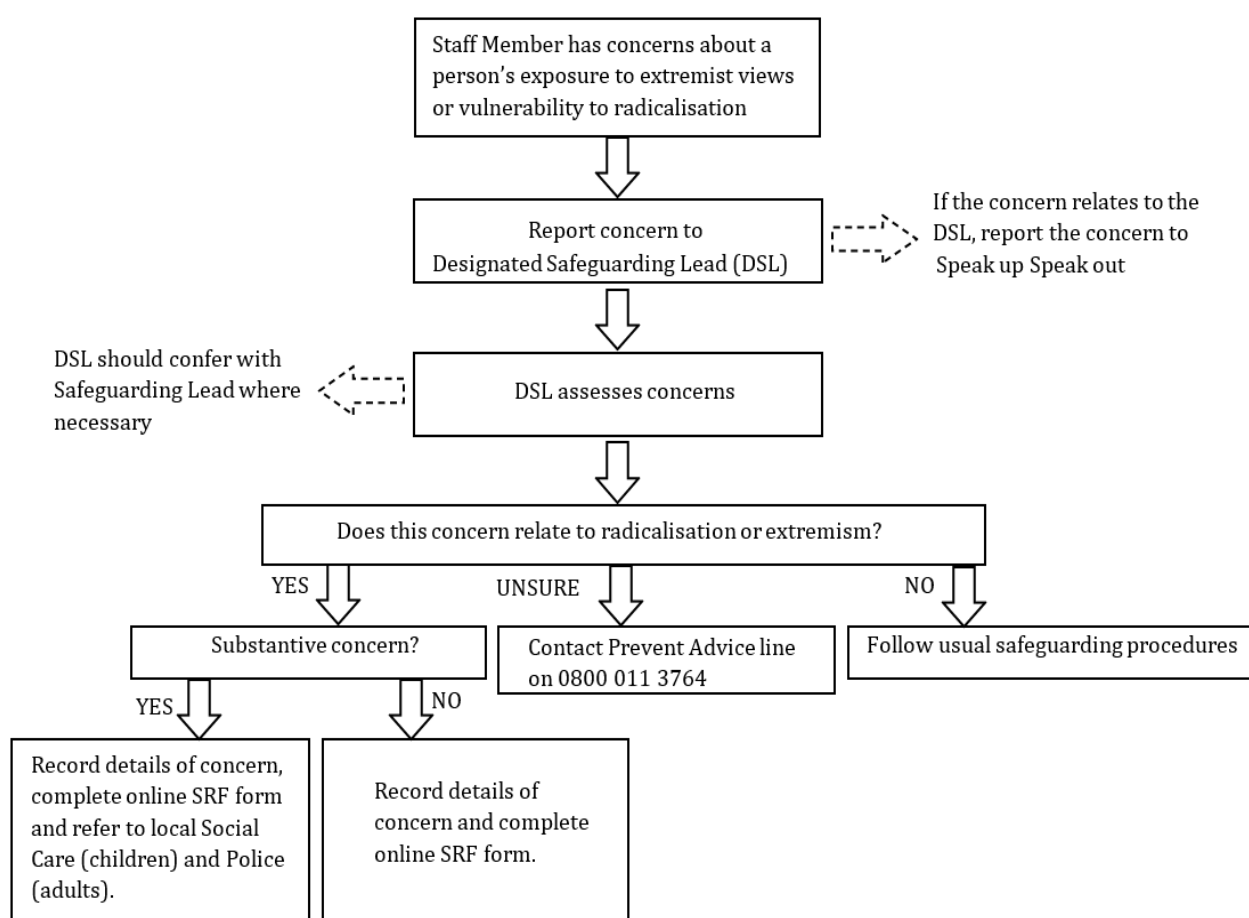 Staff Member has concerns about a
person's exposure to extremist views
or vulnerability to radicalisation
Report concern to
Designated Safeguarding Lead (DSL)
If the concern relates to the
DSL, report the concern to
Speak up Speak out
DSL should confer with
Safeguarding Lead where
necessary
DSL assesses concerns
Does this concern relate to radicalisation or extremism?
YES
UNSURE
NO
Substantive concern?
Contact Prevent Advice line
on 0800 011 3764
Follow usual safeguarding procedures
YES
NO
Record details of concern,
complete online SRF form
and refer to local Social
Care (children) and Police
(adults).
Record details of
concern and complete
online SRF form.